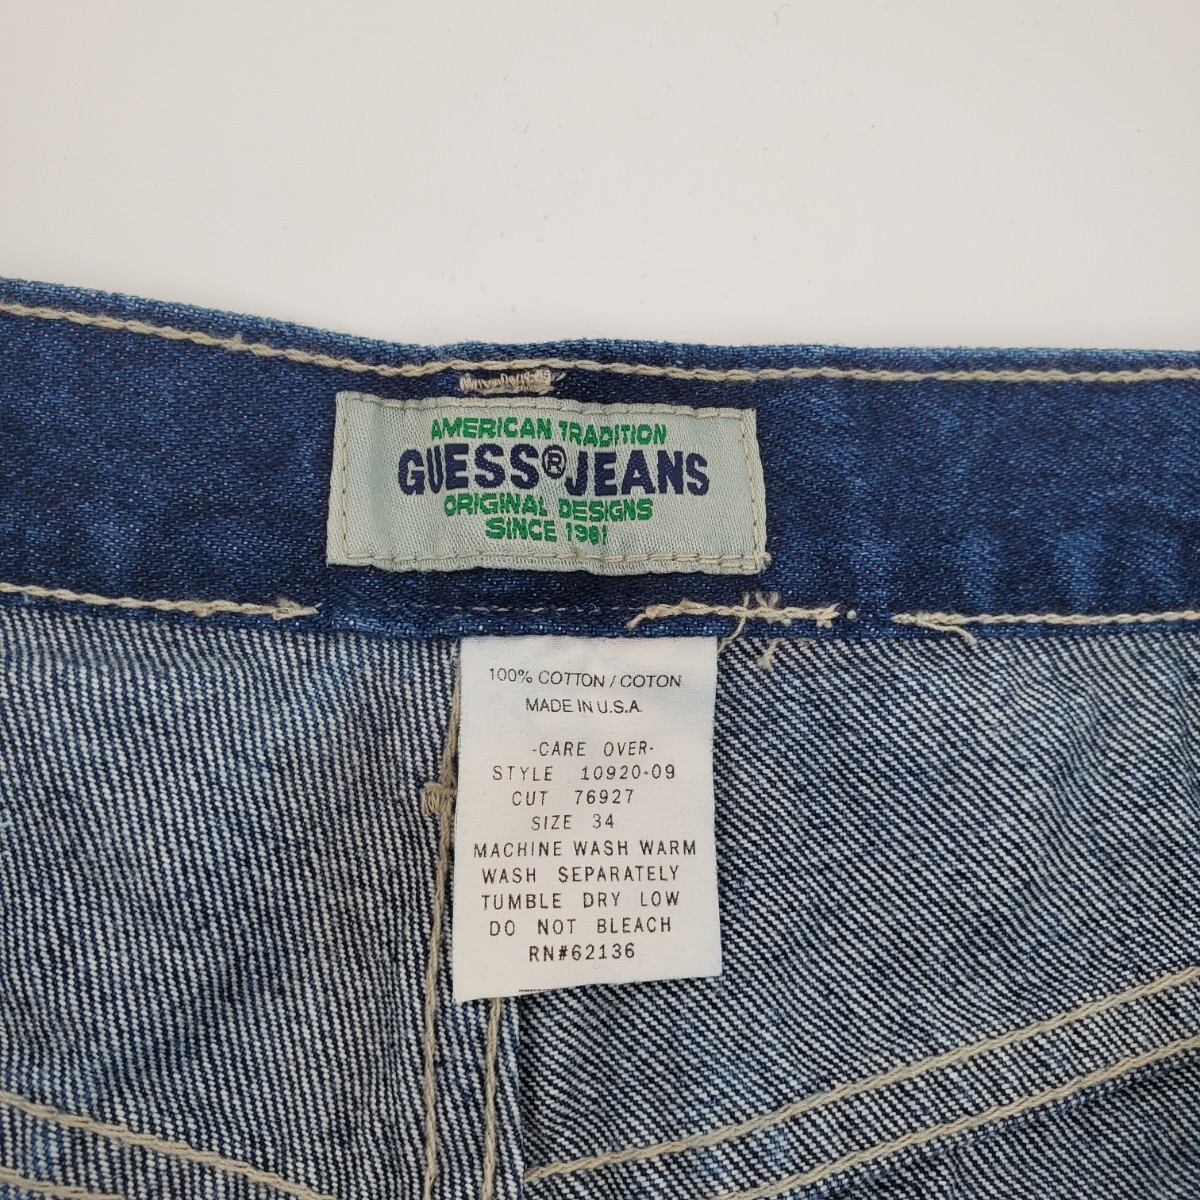 AMERICAN TRADITION
GUESS®JEANS
ORIGINAL DESIGNS
SINCE 1981
100% COTTON / COTON
MADE IN U.S.A.
-CARE OVER-
STYLE 10920-09
CUT 76927
SIZE 34
MACHINE WASH WARM
WASH SEPARATELY
TUMBLE DRY LOW
DO NOT BLEACH
RN#62136